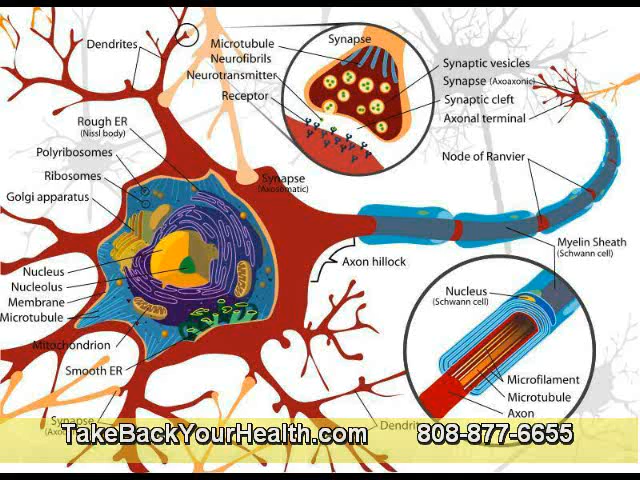 Dendrites
Microtubule
Neurofibrils
Neurotransmitter
Receptor
Synapse
Synaptic vesicles
Synapse (Axoaxonic)
Synaptic cleft
Axonal terminal
Node of Ranvier
Rough ER
(Nissl body)
Polyribosomes
Ribosomes
Golgi apparatus
Synapse
(Axosomatic)
Axon hillock
Myelin Sheath
(Schwann cell)
Nucleus
Nucleolus
Membrane
Microtubule
Mitochondrion
Smooth ER
Nucleus
(Schwann cell)
Microfilament
Microtubule
Axon
Synapse
Dendrit
TakeBackYourHealth.com 808-877-6655